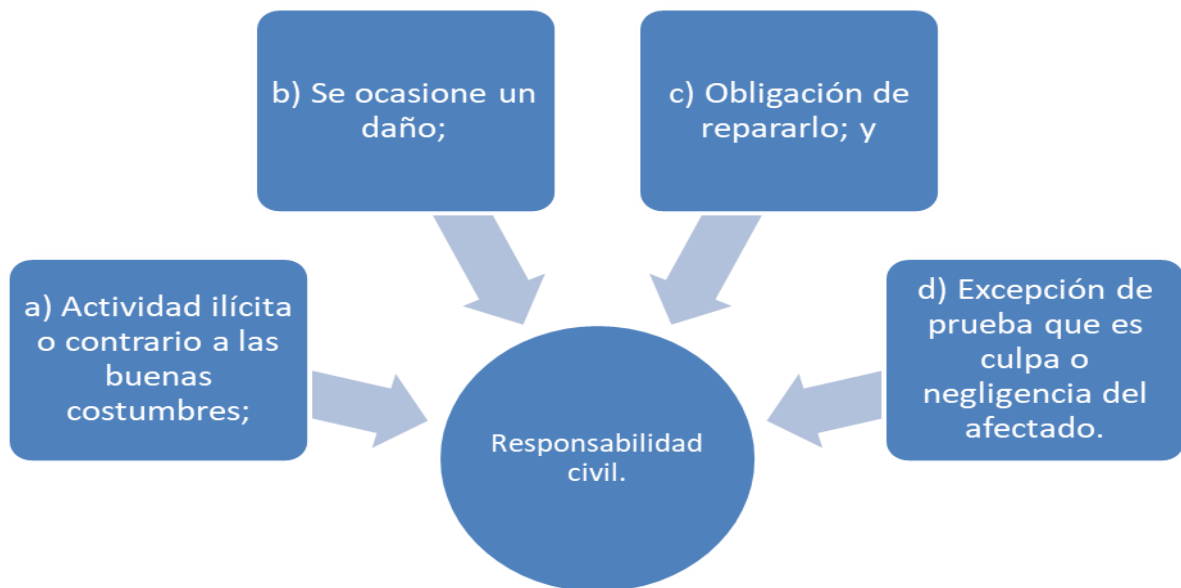 a) Actividad ilícita
o contrario a las
buenas
costumbres;
b) Se ocasione un
daño;
c) Obligación de
repararlo; y
d) Excepción de
prueba que es
culpa o
negligencia del
afectado.
Responsabilidad
civil.